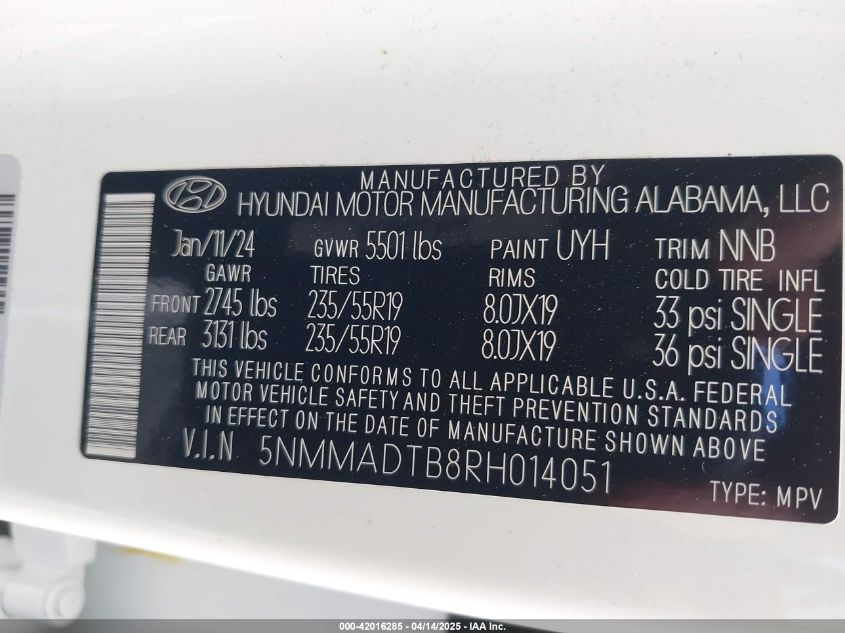 MANUFACTURED BY
HYUNDAI MOTOR MANUFACTURING ALABAMA, LLC
Jan/11/24 GVWR 5501 lbs PAINT UYH TRIM NNB
GAWR TIRES RIMS COLD TIRE INFL
FRONT 2745 lbs 235/55R19 8.0JX19 33 psi SINGLE
REAR 3131 lbs 235/55R19 8.0JX19 36 psi SINGLE
THIS VEHICLE CONFORMS TO ALL APPLICABLE U.S.A. FEDERAL
MOTOR VEHICLE SAFETY AND THEFT PREVENTION STANDARDS
IN EFFECT ON THE DATE OF MANUFACTURE SHOWN ABOVE
V.I.N 5NMMADTB8RH014051
TYPE: MPV
000-42016285 - 04/14/2025 - IAA Inc.